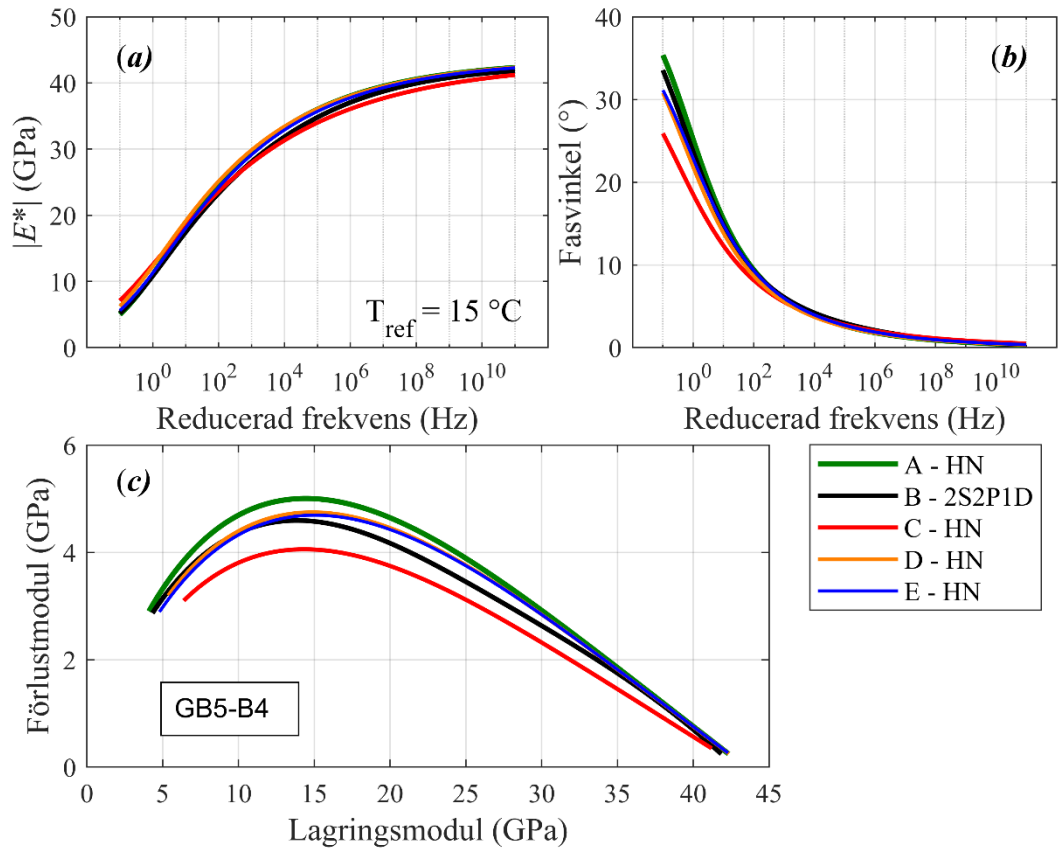 50
40
30
20
10
0
|E*| (GPa)
(a)
T_ref = 15 °C
10^0 10^2 10^4 10^6 10^8 10^10
Reducerad frekvens (Hz)
40
30
20
10
0
Fasvinkel (°)
(b)
10^0 10^2 10^4 10^6 10^8 10^10
Reducerad frekvens (Hz)
6
4
2
0
Förlustmodul (GPa)
(c)
GB5-B4
0 5 10 15 20 25 30 35 40 45
Lagringsmodul (GPa)
A - HN
B - 2S2P1D
C - HN
D - HN
E - HN